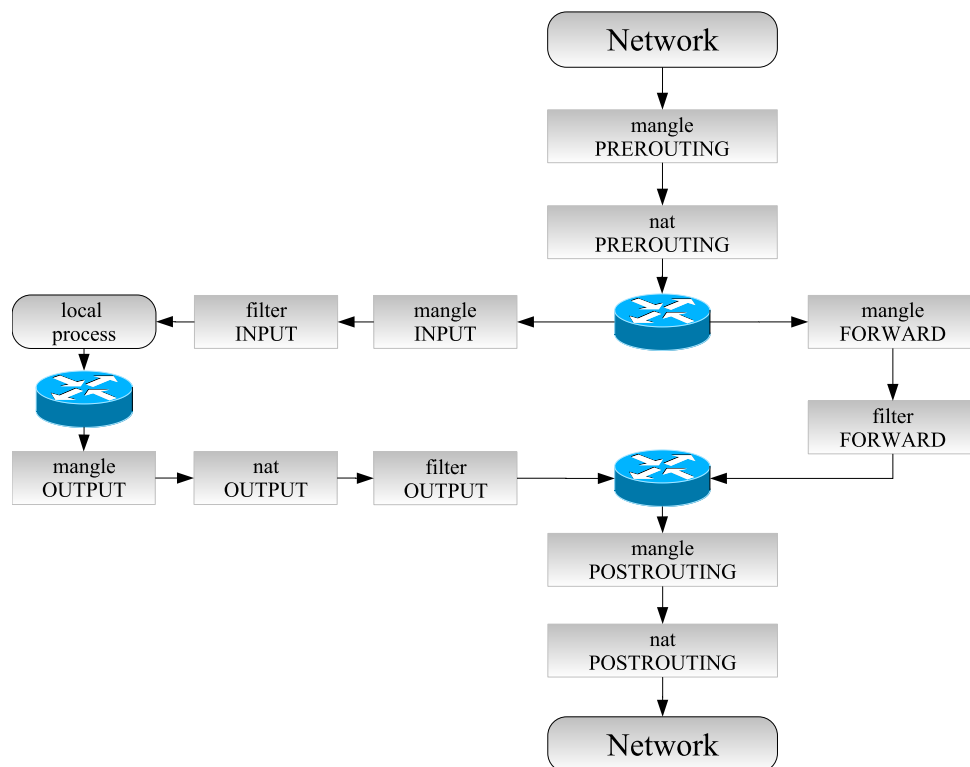 Network
mangle
PREROUTING
nat
PREROUTING
local
process
filter
INPUT
mangle
INPUT
mangle
FORWARD
filter
FORWARD
mangle
OUTPUT
nat
OUTPUT
filter
OUTPUT
mangle
POSTROUTING
nat
POSTROUTING
Network